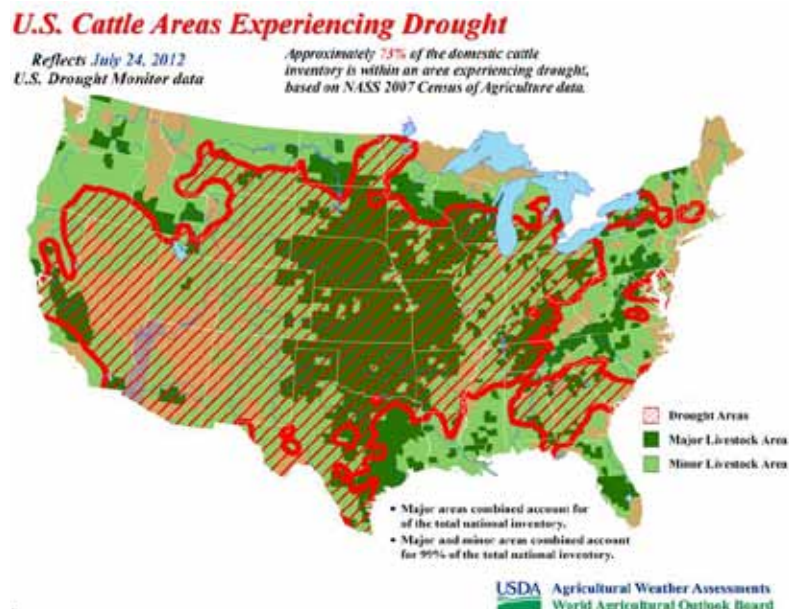 U.S. Cattle Areas Experiencing Drought
Reflects July 24, 2012
U.S. Drought Monitor data
Approximately 73% of the domestic cattle
inventory is within an area experiencing drought,
based on NASS 2007 Census of Agriculture data.
Drought Areas
Major Livestock Area
Minor Livestock Area
• Major areas combined account for
of the total national inventory.
• Major and minor areas combined account
for 99% of the total national inventory.
USDA Agricultural Weather Assessments
World Agricultural Outlook Board